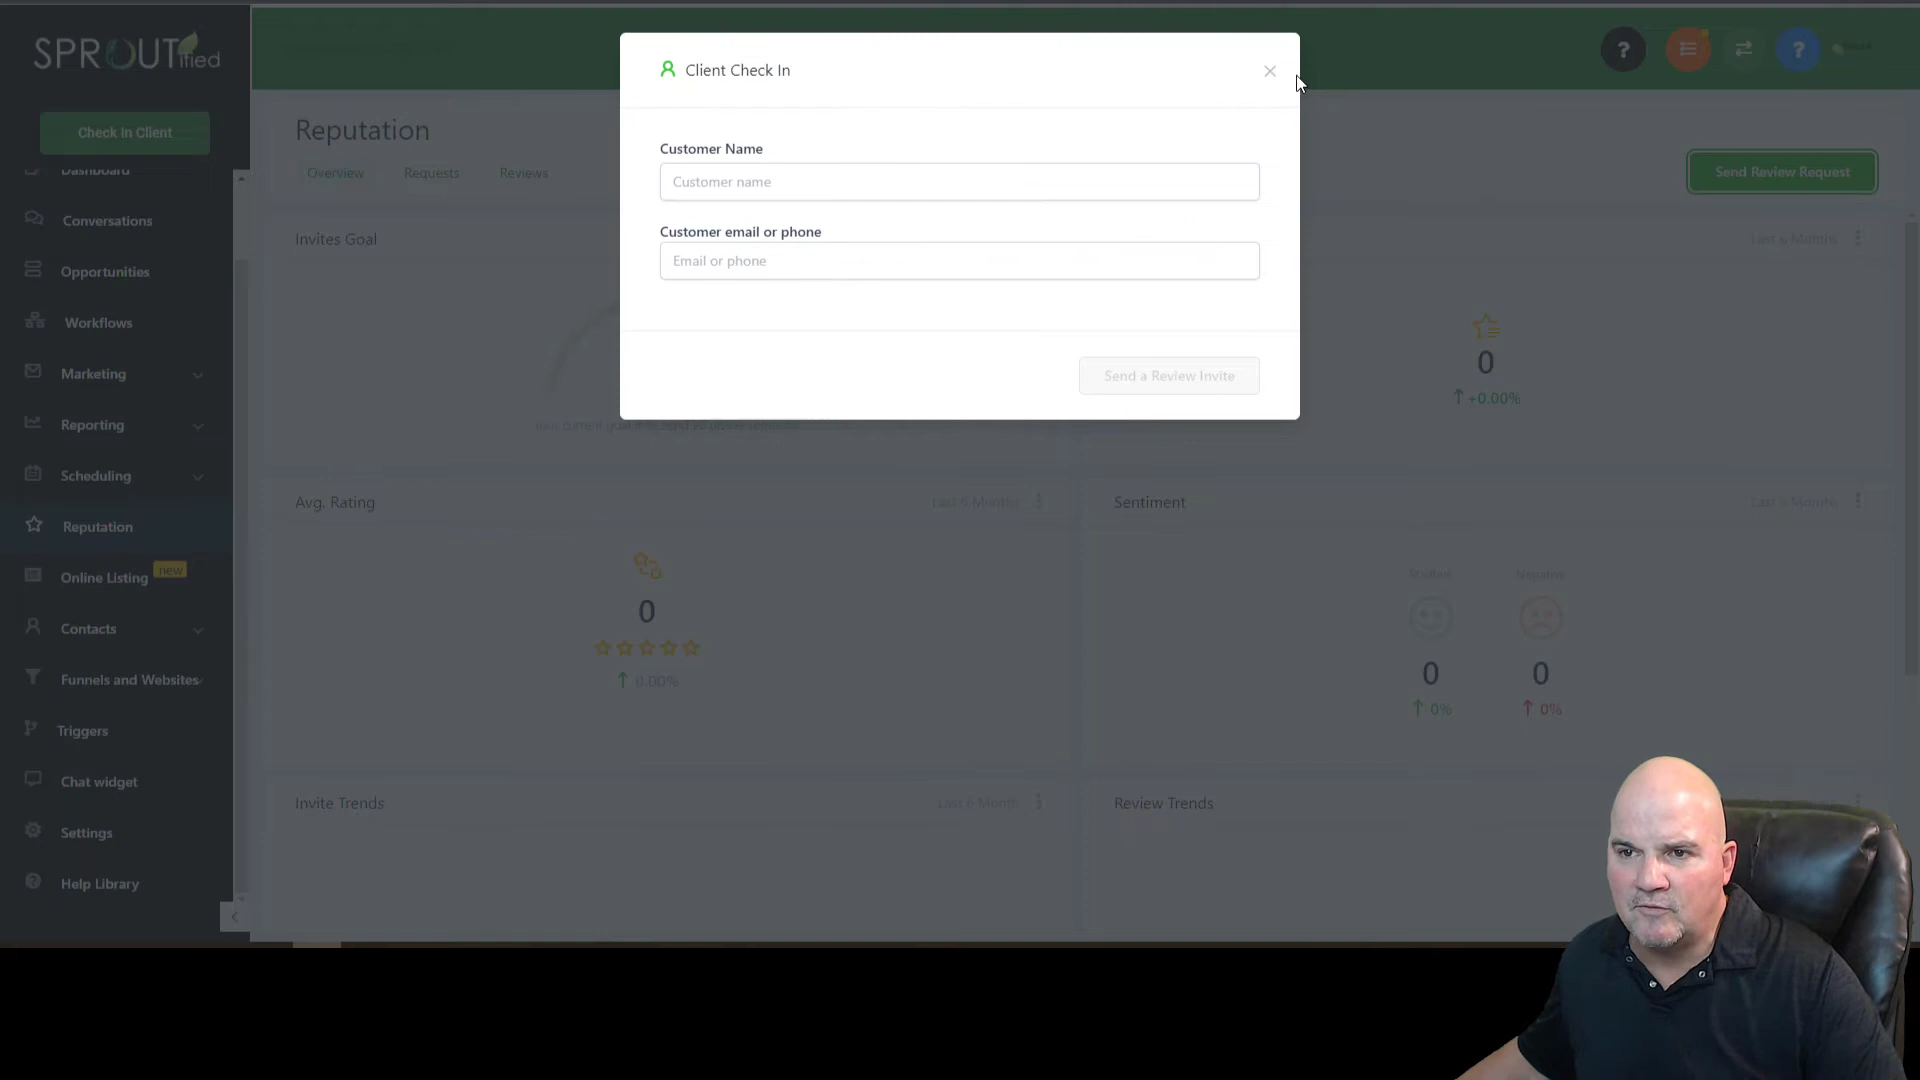 SPROUTified
Check In Client
Dashboard
Conversations
Opportunities
Workflows
Marketing
Reporting
Scheduling
Reputation
Online Listing new
Contacts
Funnels and Websites
Triggers
Chat widget
Settings
Help Library
Client Check In
Customer Name
Customer name
Customer email or phone
Email or phone
Send a Review Invite
? ?
Reputation
Overview Requests Reviews
Send Review Request
Invites Goal
Last 6 Months
0
+0.00%
Avg. Rating Last 6 Months
0
0.00%
Sentiment Last 6 Months
Positive Negative
0 0
0% 0%
Invite Trends Last 6 Month
Review Trends